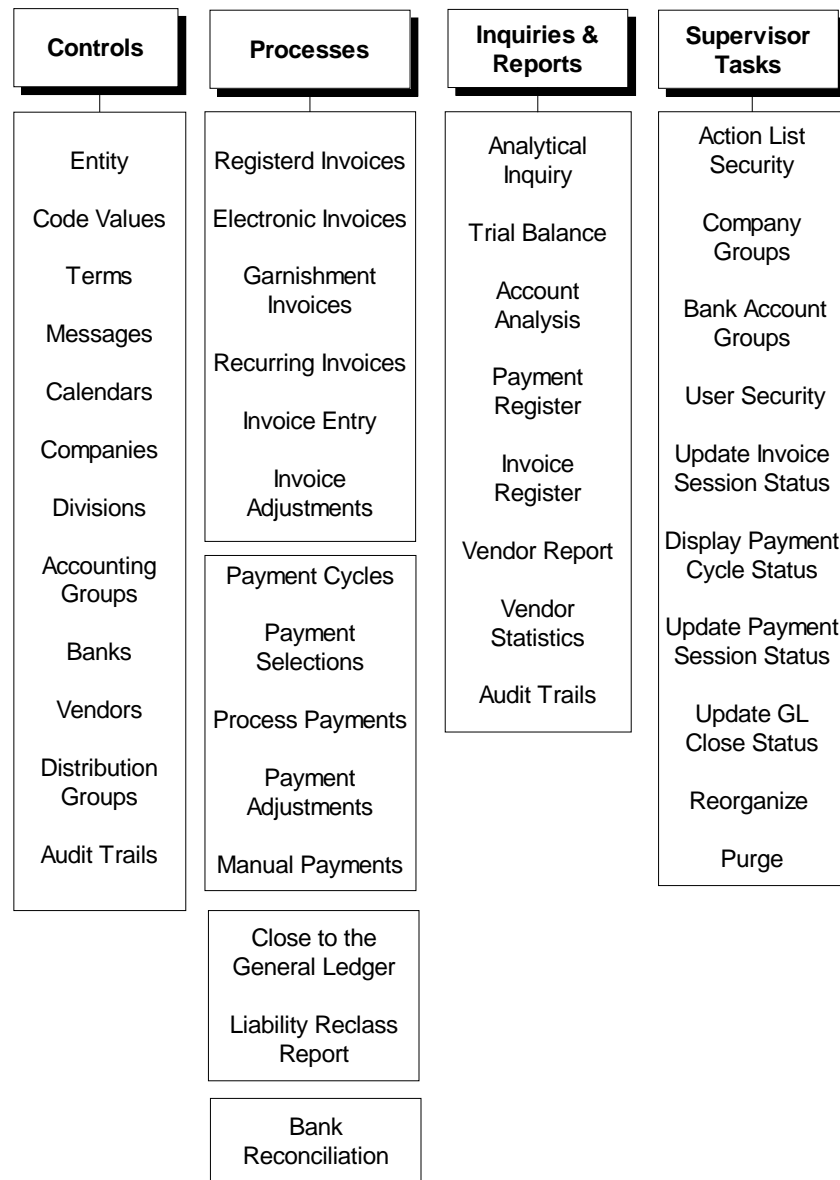 Controls
Entity
Code Values
Terms
Messages
Calendars
Companies
Divisions
Accounting
Groups
Banks
Vendors
Distribution
Groups
Audit Trails
Processes
Registerd Invoices
Electronic Invoices
Garnishment
Invoices
Recurring Invoices
Invoice Entry
Invoice
Adjustments
Payment Cycles
Payment
Selections
Process Payments
Payment
Adjustments
Manual Payments
Close to the
General Ledger
Liability Reclass
Report
Bank
Reconciliation
Inquiries &
Reports
Analytical
Inquiry
Trial Balance
Account
Analysis
Payment
Register
Invoice
Register
Vendor Report
Vendor
Statistics
Audit Trails
Supervisor
Tasks
Action List
Security
Company
Groups
Bank Account
Groups
User Security
Update Invoice
Session Status
Display Payment
Cycle Status
Update Payment
Session Status
Update GL
Close Status
Reorganize
Purge